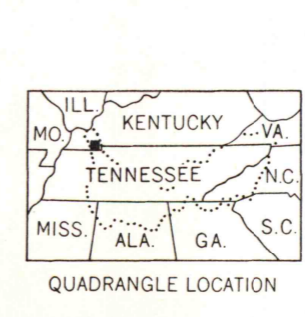 ILL.
MO.
KENTUCKY
VA.
TENNESSEE
N.C.
MISS.
ALA.
GA.
S.C.
QUADRANGLE LOCATION